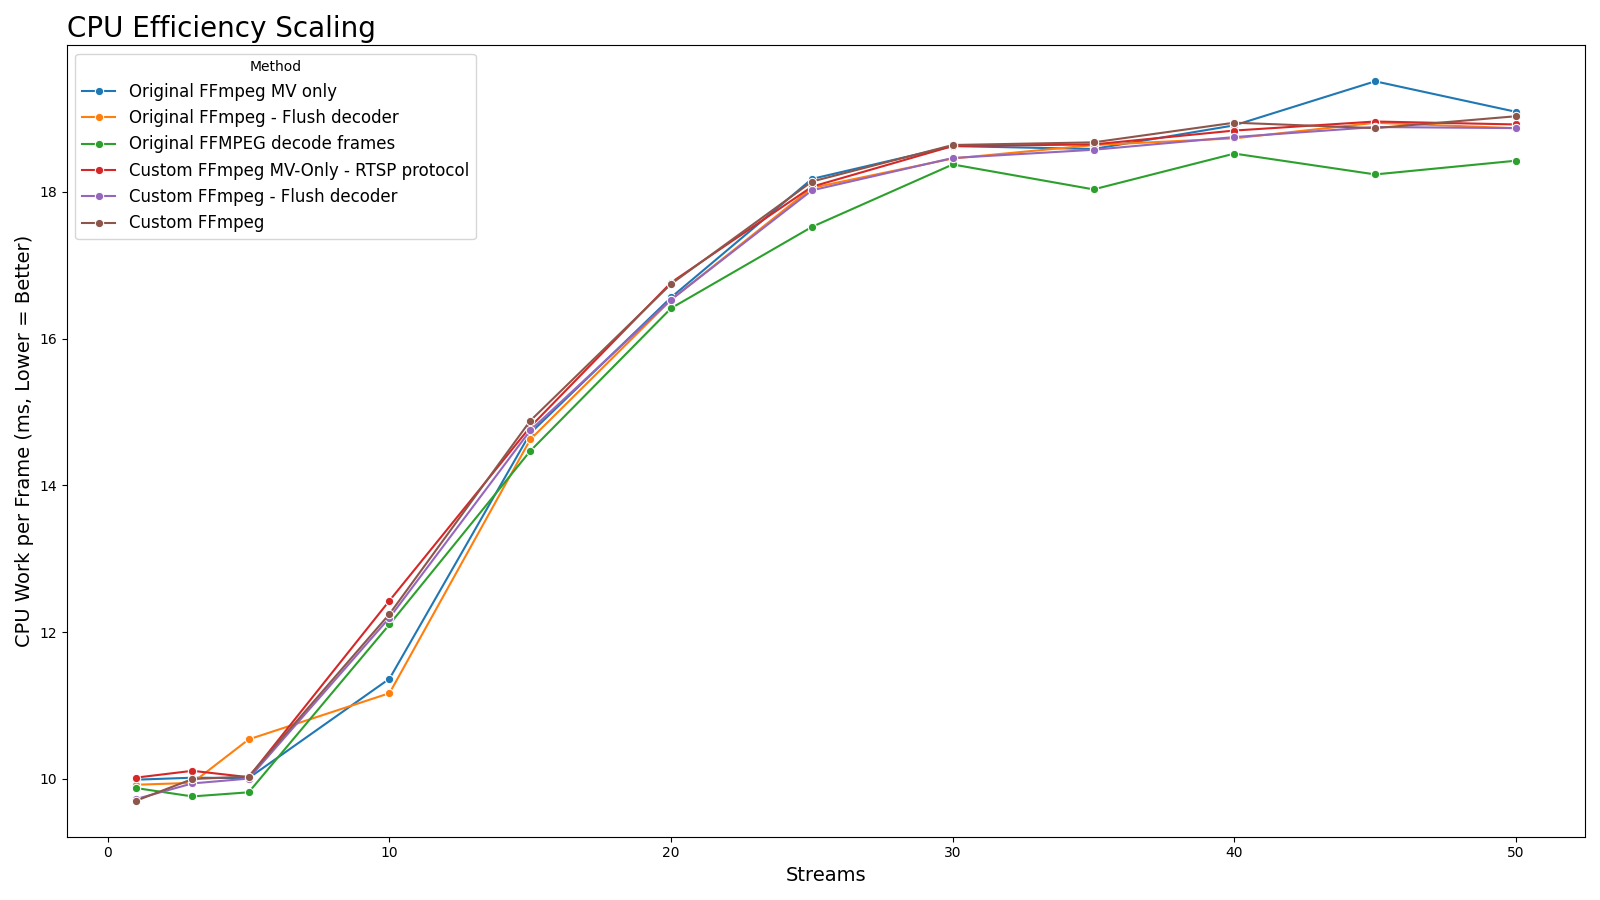 CPU Efficiency Scaling
Method
Original FFmpeg MV only
Original FFmpeg - Flush decoder
Original FFMPEG decode frames
Custom FFmpeg MV-Only - RTSP protocol
Custom FFmpeg - Flush decoder
Custom FFmpeg
CPU Work per Frame (ms, Lower = Better)
18
16
14
12
10
0
10
20
30
40
50
Streams